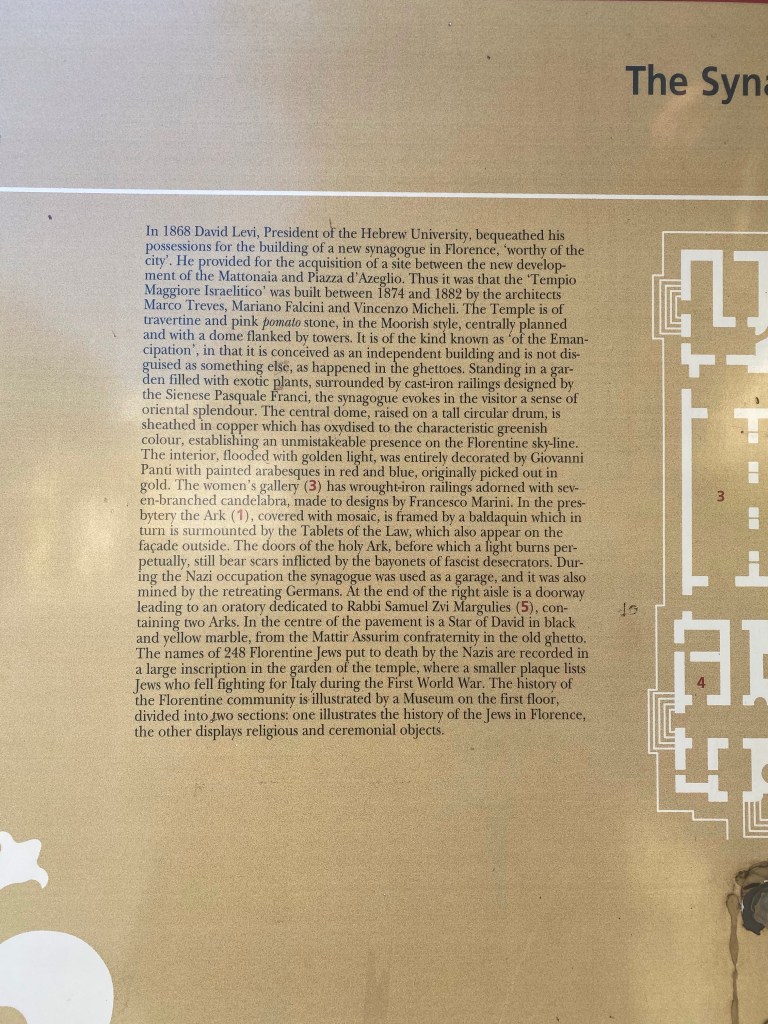 The Syna
In 1868 David Levi, President of the Hebrew University, bequeathed his
possessions for the building of a new synagogue in Florence, ‘worthy of the
city’. He provided for the acquisition of a site between the new develop-
ment of the Mattonaia and Piazza d’Azeglio. Thus it was that the ‘Tempio
Maggiore Israelitico’ was built between 1874 and 1882 by the architects
Marco Treves, Mariano Falcini and Vincenzo Micheli. The Temple is of
travertine and pink pomato stone, in the Moorish style, centrally planned
and with a dome flanked by towers. It is of the kind known as ‘of the Eman-
cipation’, in that it is conceived as an independent building and is not dis-
guised as something else, as happened in the ghettoes. Standing in a gar-
den filled with exotic plants, surrounded by cast-iron railings designed by
the Sienese Pasquale Franci, the synagogue evokes in the visitor a sense of
oriental splendour. The central dome, raised on a tall circular drum, is
sheathed in copper which has oxydised to the characteristic greenish
colour, establishing an unmistakeable presence on the Florentine sky-line.
The interior, flooded with golden light, was entirely decorated by Giovanni
Panti with painted arabesques in red and blue, originally picked out in
gold. The women’s gallery (3) has wrought-iron railings adorned with sev-
en-branched candelabra, made to designs by Francesco Marini. In the pres-
bytery the Ark (1), covered with mosaic, is framed by a baldaquin which in
turn is surmounted by the Tablets of the Law, which also appear on the
façade outside. The doors of the holy Ark, before which a light burns per-
petually, still bear scars inflicted by the bayonets of fascist desecrators. Dur-
ing the Nazi occupation the synagogue was used as a garage, and it was also
mined by the retreating Germans. At the end of the right aisle is a doorway
leading to an oratory dedicated to Rabbi Samuel Zvi Margulies (5), con-
taining two Arks. In the centre of the pavement is a Star of David in black
and yellow marble, from the Mattir Assurim confraternity in the old ghetto.
The names of 248 Florentine Jews put to death by the Nazis are recorded in
a large inscription in the garden of the temple, where a smaller plaque lists
Jews who fell fighting for Italy during the First World War. The history of
the Florentine community is illustrated by a Museum on the first floor,
divided into two sections: one illustrates the history of the Jews in Florence,
the other displays religious and ceremonial objects.
3
4